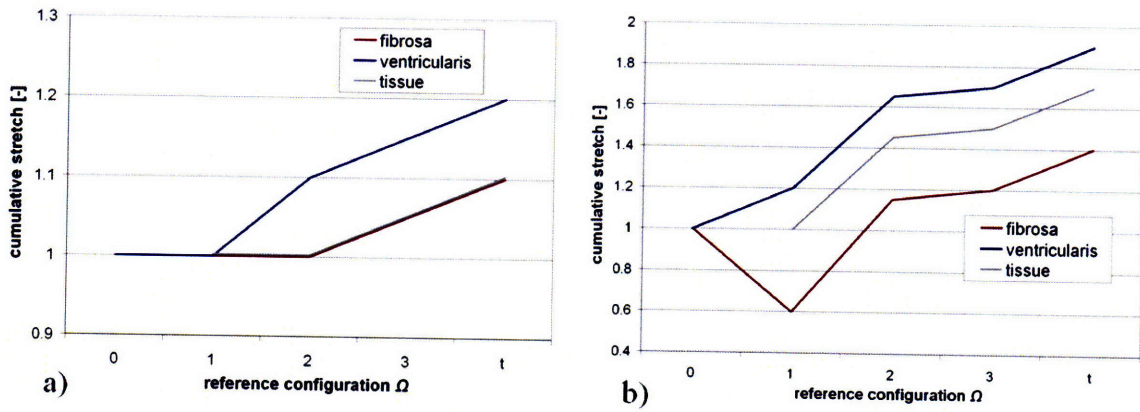 1.3
1.2
1.1
1
0.9
cumulative stretch [-]
fibrosa
ventricularis
tissue
0 1 2 3 t
reference configuration Ω
a)
2
1.8
1.6
1.4
1.2
1
0.8
0.6
0.4
cumulative stretch [-]
fibrosa
ventricularis
tissue
0 1 2 3 t
reference configuration Ω
b)